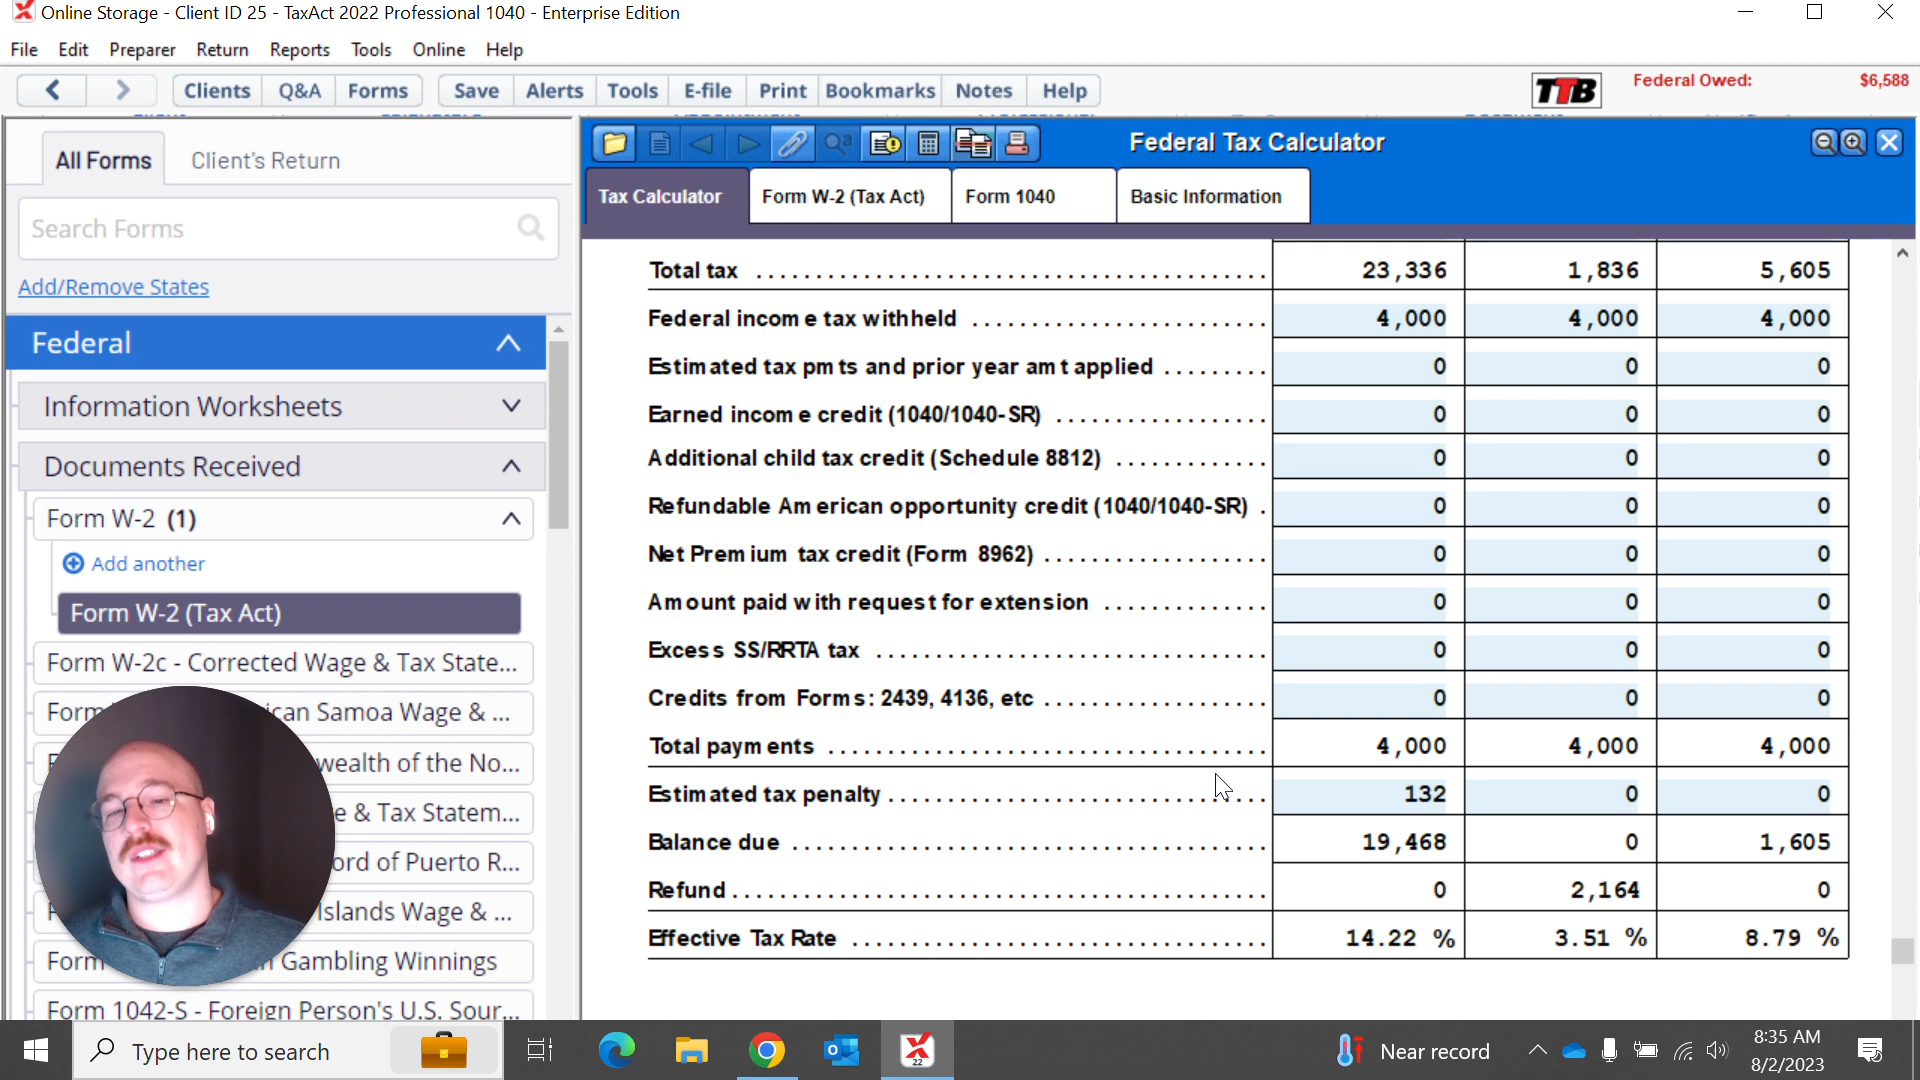 Online Storage - Client ID 25 - TaxAct 2022 Professional 1040 - Enterprise Edition
File Edit Preparer Return Reports Tools Online Help
Clients Q&A Forms Save Alerts Tools E-file Print Bookmarks Notes Help
TTB
Federal Owed: $6,588
All Forms Client's Return
Search Forms
Add/Remove States
Federal
Information Worksheets
Documents Received
Form W-2 (1)
Add another
Form W-2 (Tax Act)
Form W-2c - Corrected Wage & Tax State...
Form ican Samoa Wage & ...
wealth of the No...
e & Tax Statem...
ord of Puerto R...
Islands Wage & ...
Form Gambling Winnings
Form 1042-S - Foreign Person's U.S. Sour...
Federal Tax Calculator
Tax Calculator Form W-2 (Tax Act) Form 1040 Basic Information
Total tax 23,336 1,836 5,605
Federal income tax withheld 4,000 4,000 4,000
Estimated tax pmts and prior year amt applied 0 0 0
Earned income credit (1040/1040-SR) 0 0 0
Additional child tax credit (Schedule 8812) 0 0 0
Refundable American opportunity credit (1040/1040-SR) . 0 0 0
Net Premium tax credit (Form 8962) 0 0 0
Amount paid with request for extension 0 0 0
Excess SS/RRTA tax 0 0 0
Credits from Forms: 2439, 4136, etc 0 0 0
Total payments 4,000 4,000 4,000
Estimated tax penalty 132 0 0
Balance due 19,468 0 1,605
Refund 0 2,164 0
Effective Tax Rate 14.22 % 3.51 % 8.79 %
Type here to search
22
Near record
8:35 AM
8/2/2023